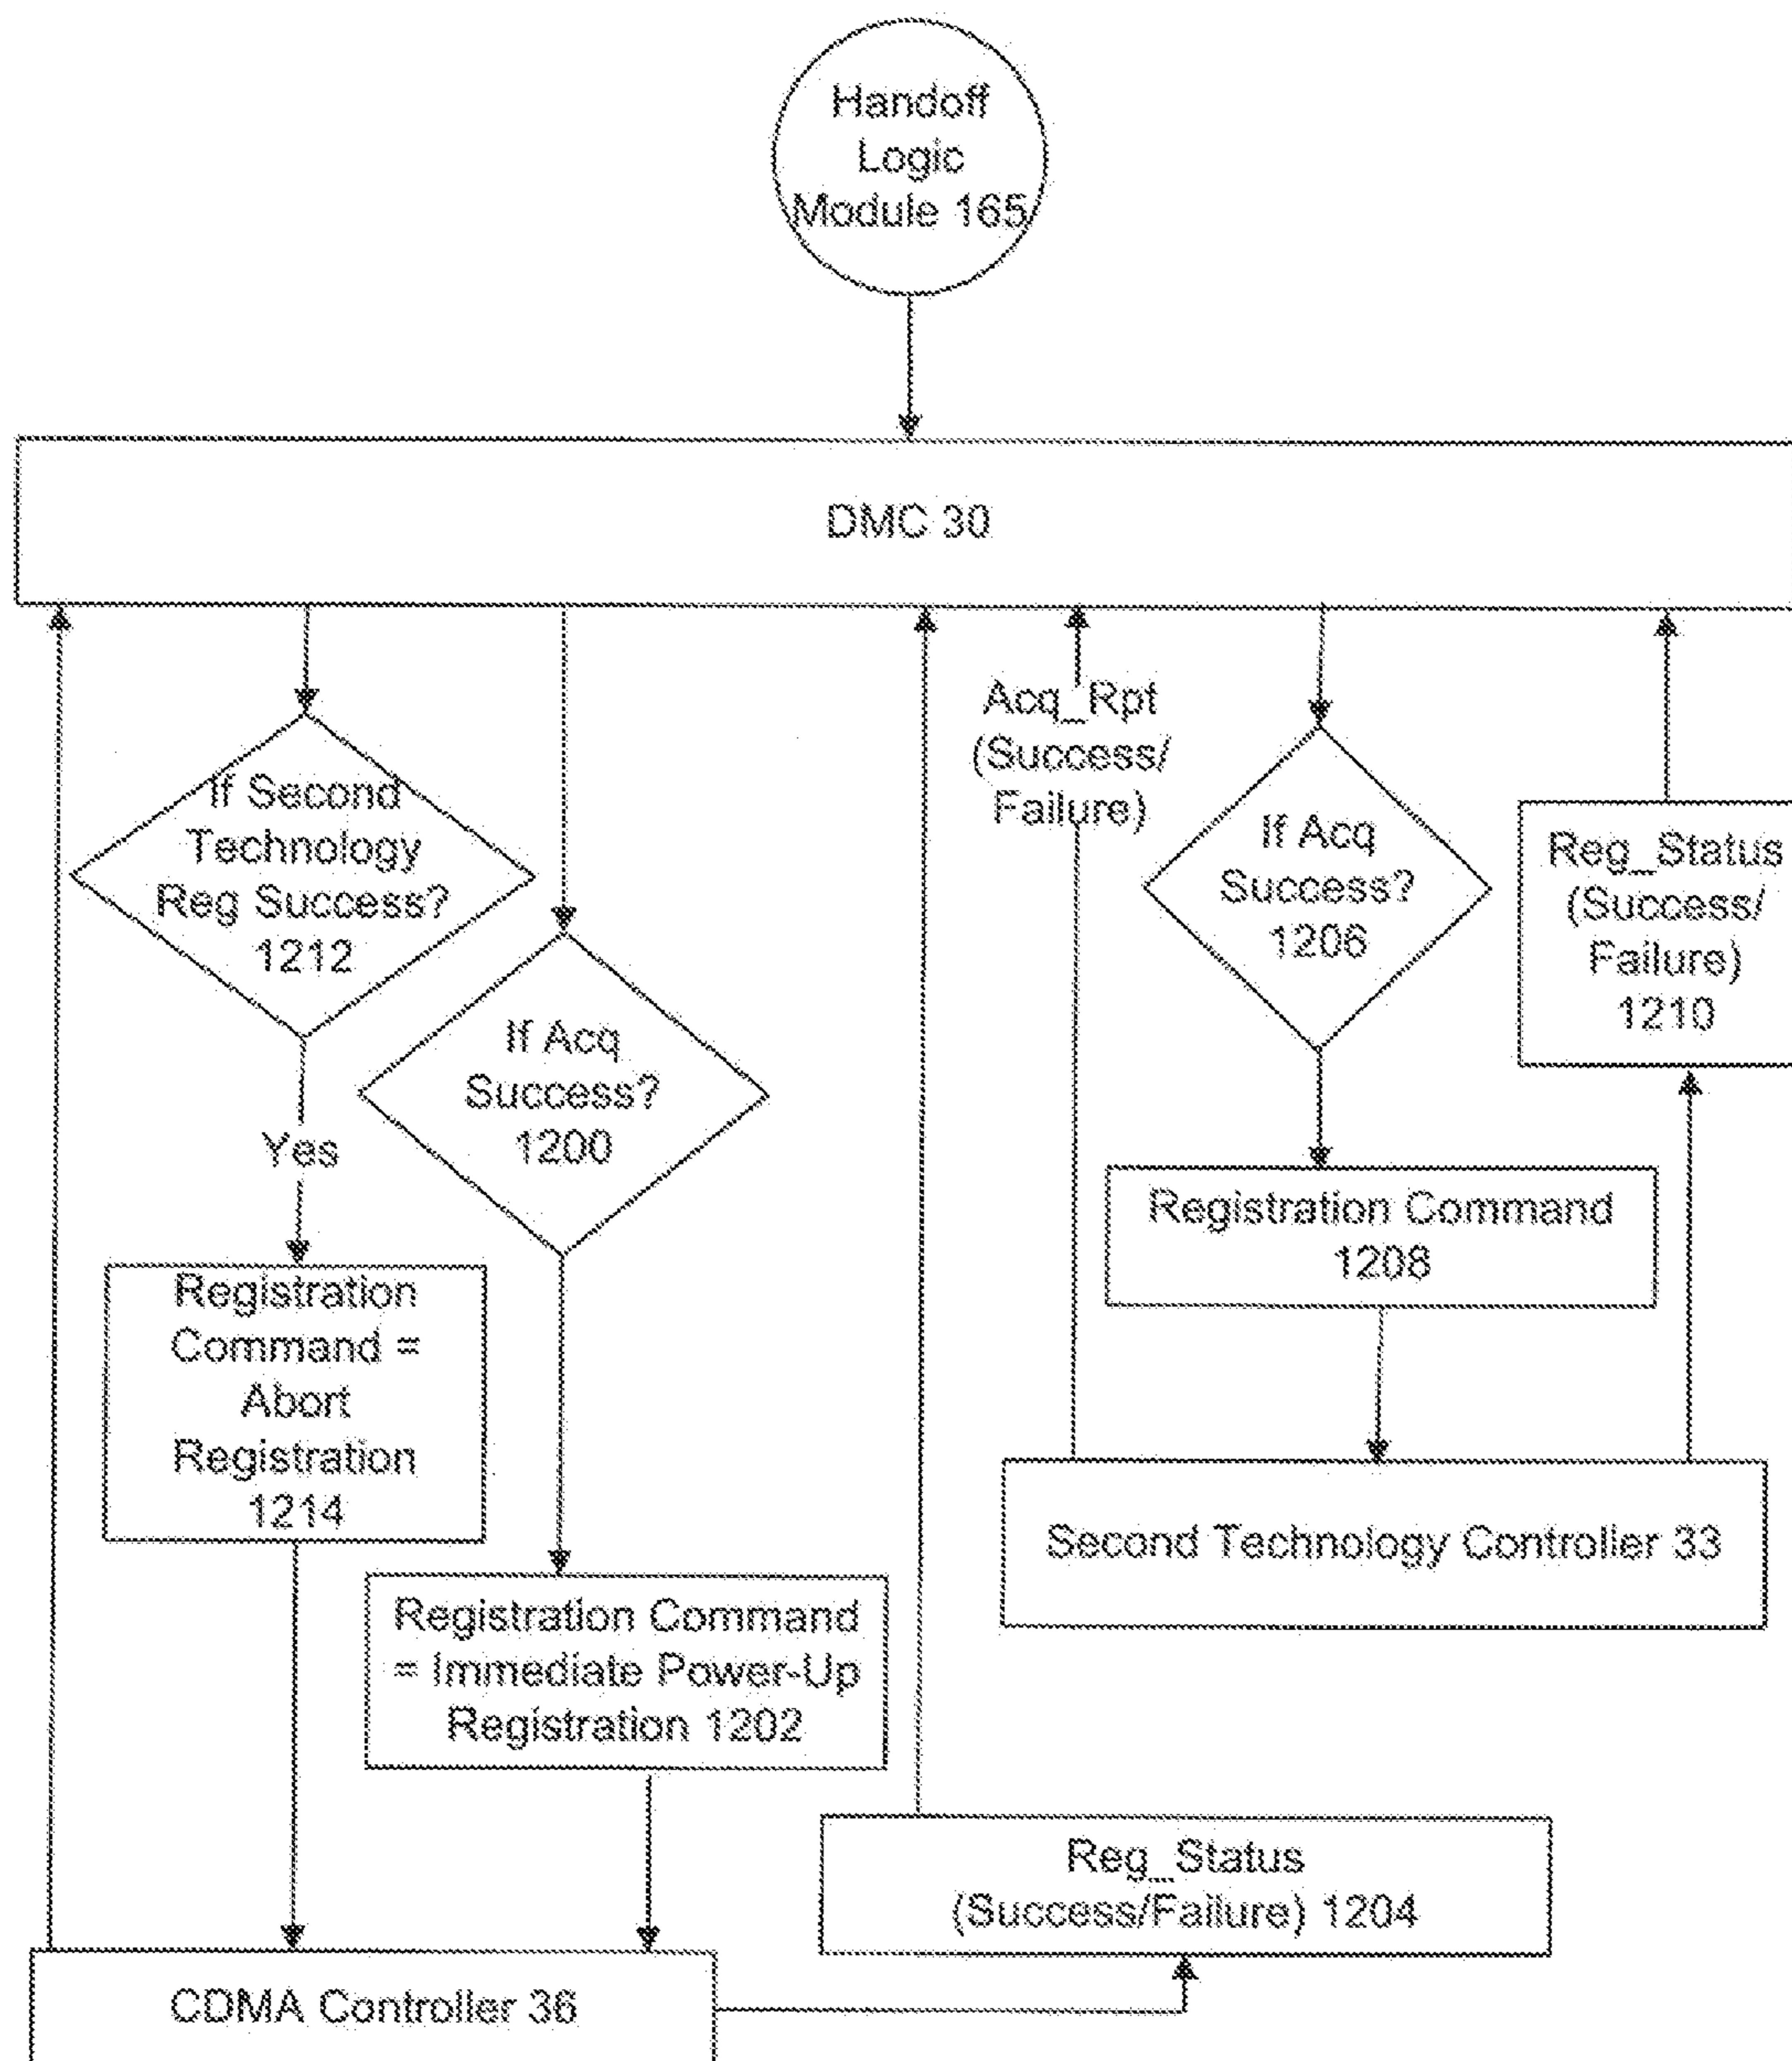 Handoff
Logic
Module 165
DMC 30
If Second
Technology
Reg Success?
1212
Yes
Registration
Command =
Abort
Registration
1214
If Acq
Success?
1200
Registration Command
= Immediate Power-Up
Registration 1202
Acq_Rpt
(Success/
Failure)
If Acq
Success?
1206
Registration Command
1208
Reg_Status
(Success/
Failure)
1210
Second Technology Controller 33
Reg_Status
(Success/Failure) 1204
CDMA Controller 36